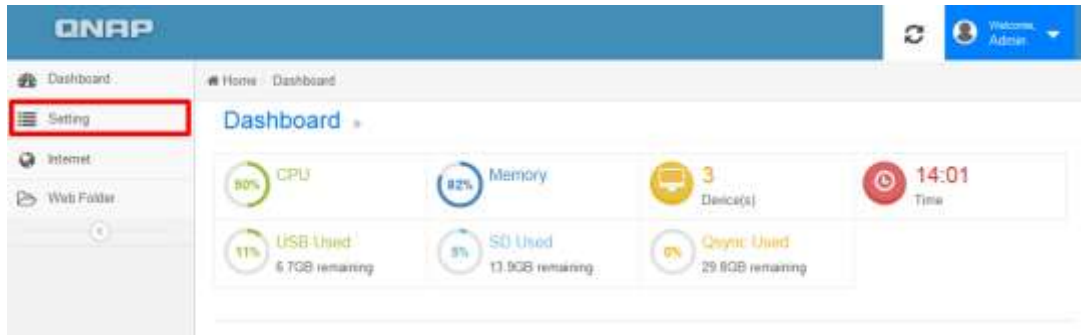 QNAP
Welcome,
Admin
Dashboard
Home Dashboard
Setting
Dashboard »
Internet
Web Folder
80% CPU
82% Memory
3
Device(s)
14:01
Time
11% USB Used
6.7GB remaining
5% SD Used
13.9GB remaining
0% Qsync Used
29.8GB remaining